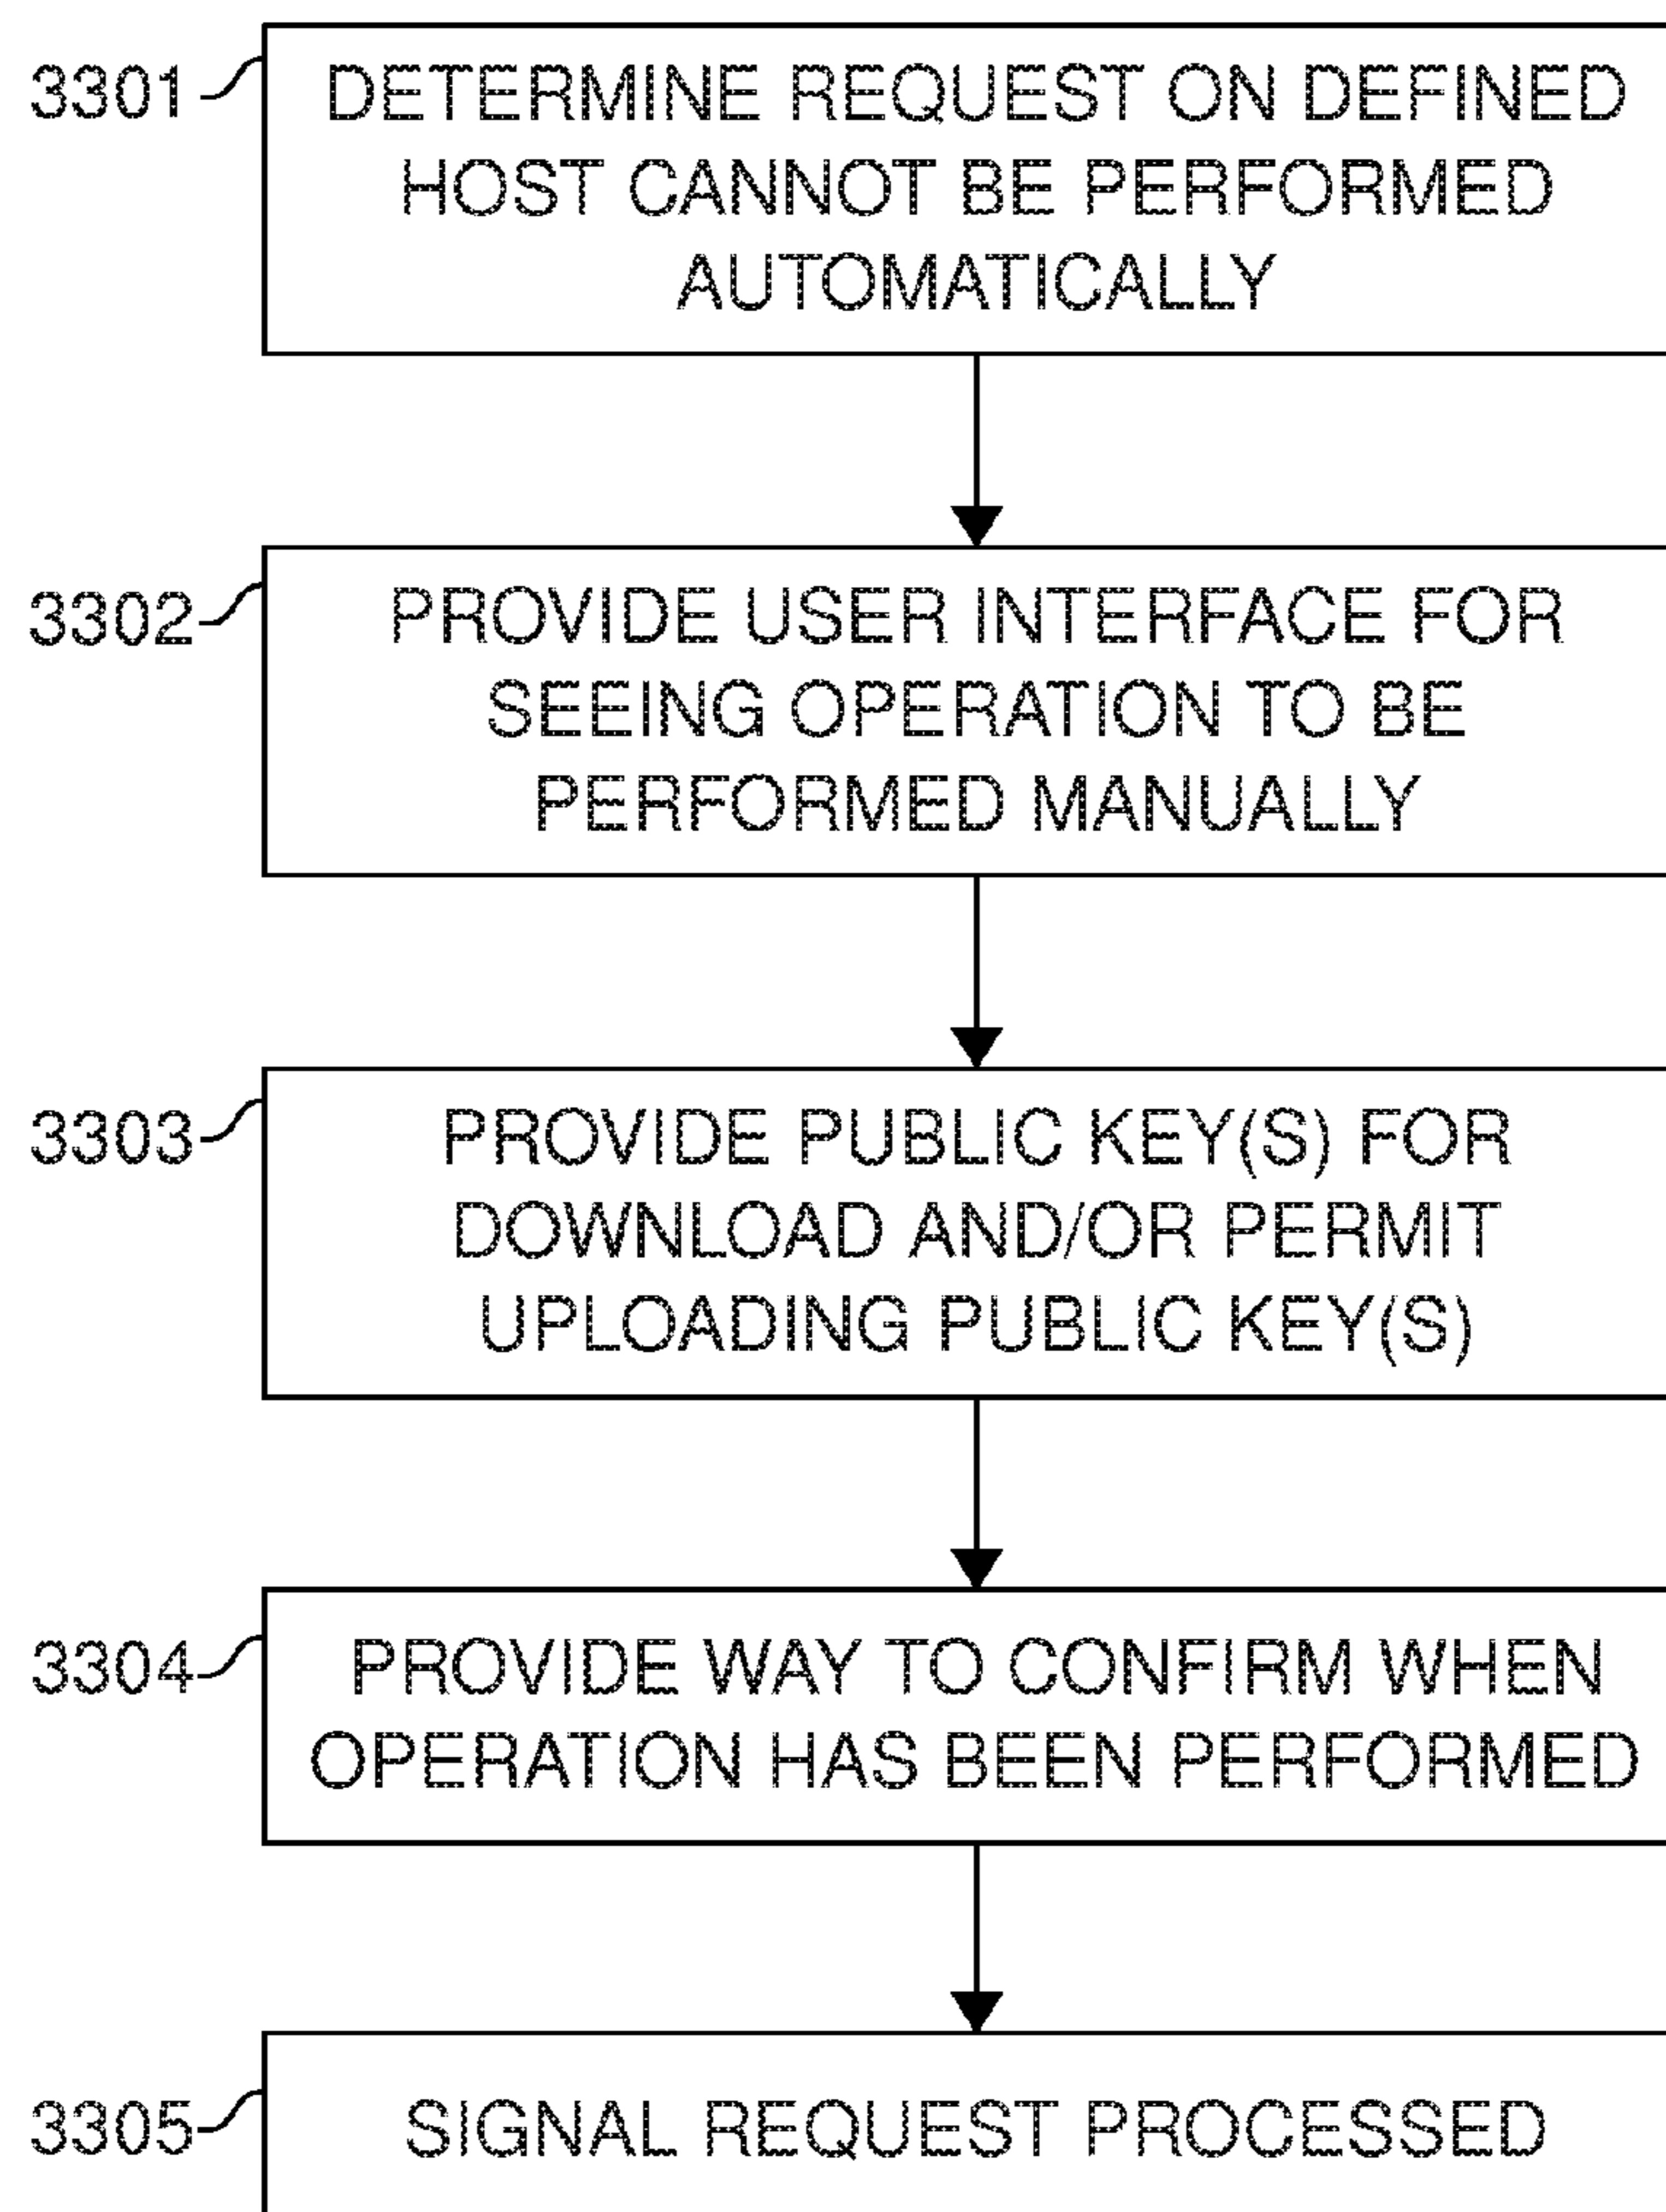 3301
DETERMINE REQUEST ON DEFINED
HOST CANNOT BE PERFORMED
AUTOMATICALLY
3302
PROVIDE USER INTERFACE FOR
SEEING OPERATION TO BE
PERFORMED MANUALLY
3303
PROVIDE PUBLIC KEY(S) FOR
DOWNLOAD AND/OR PERMIT
UPLOADING PUBLIC KEY(S)
3304
PROVIDE WAY TO CONFIRM WHEN
OPERATION HAS BEEN PERFORMED
3305
SIGNAL REQUEST PROCESSED